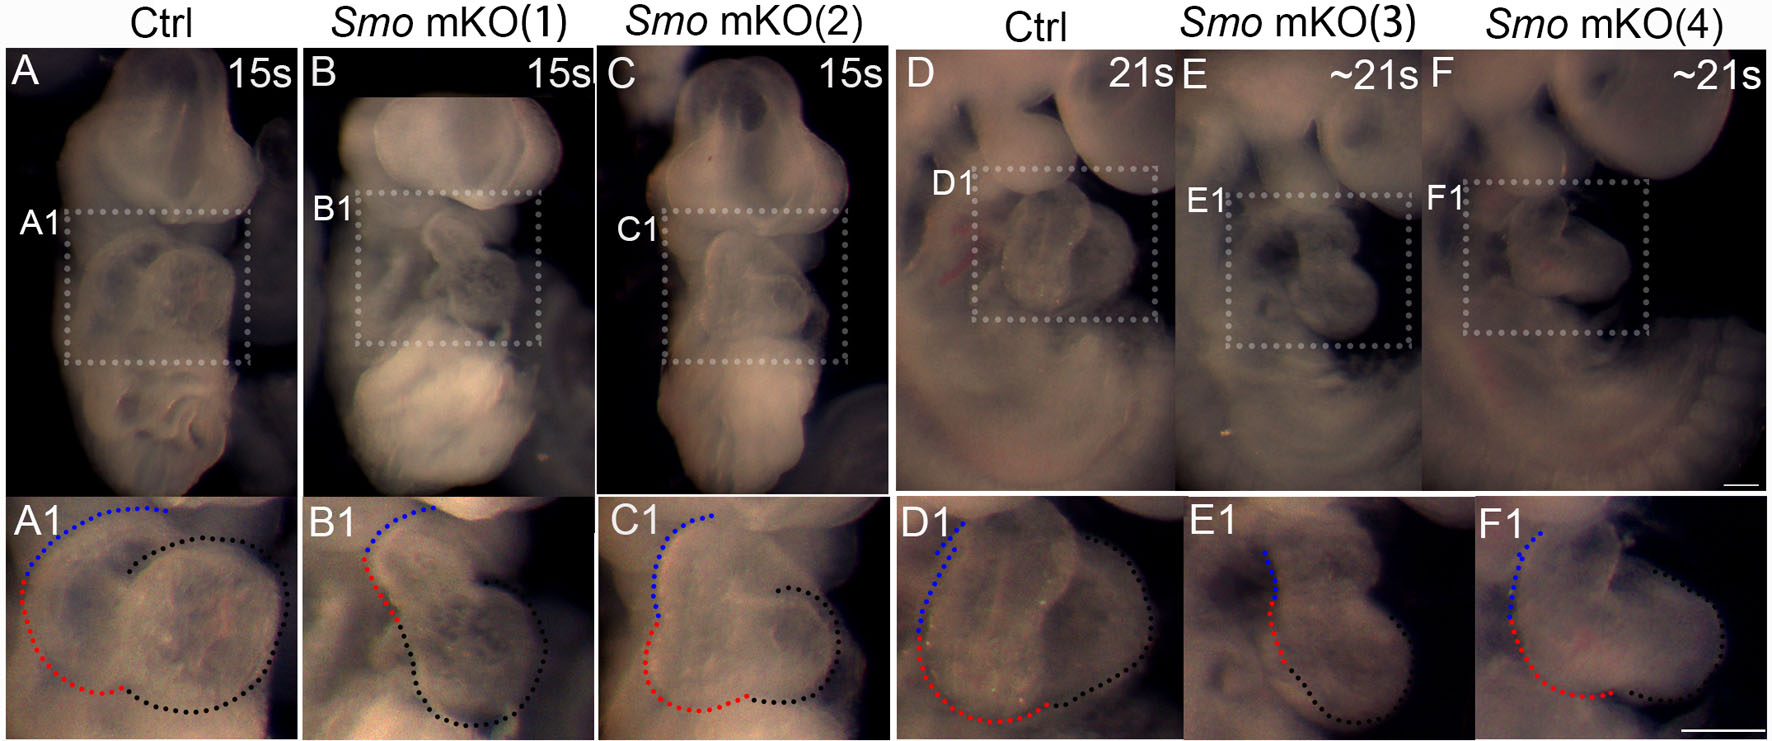 Ctrl Smo mKO(1) Smo mKO(2) Ctrl Smo mKO(3) Smo mKO(4)
A 15s B 15s C 15s D 21s E ~21s F ~21s
A1 B1 C1 D1 E1 F1
A1 B1 C1 D1 E1 F1